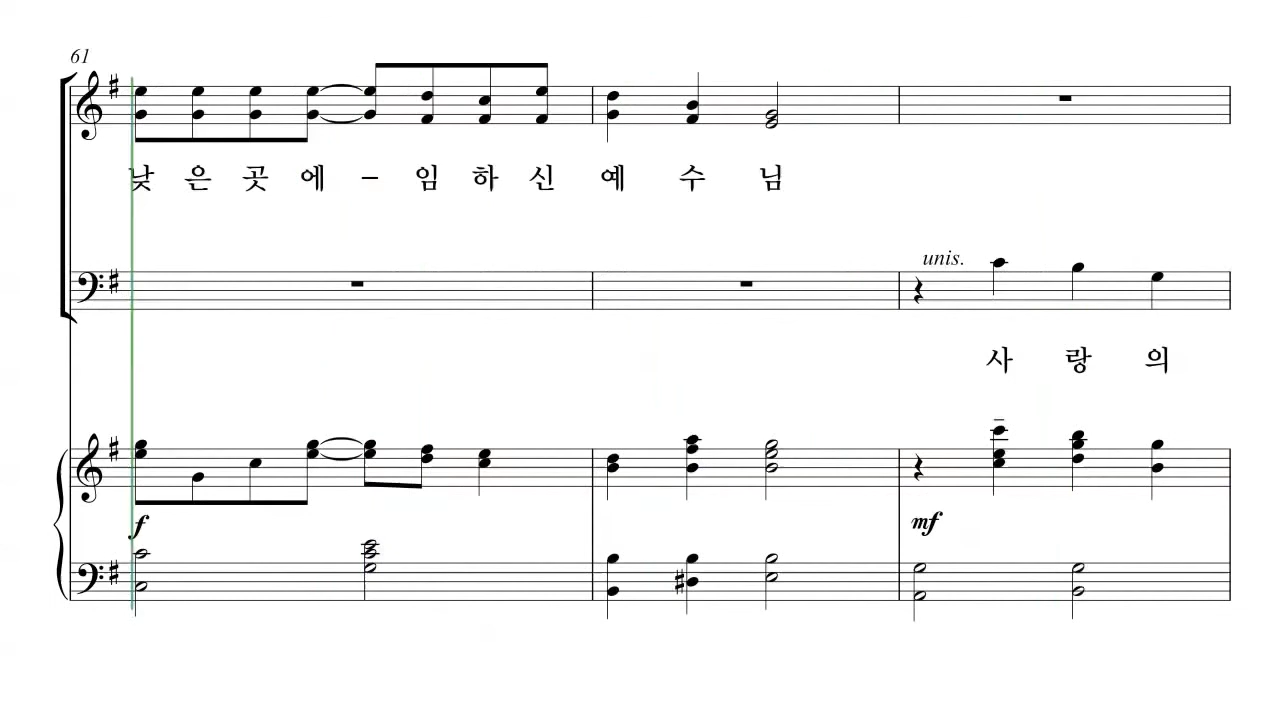 61
낮 은 곳 에 - 임 하 신 예 수 님
unis.
사 랑 의
f
mf